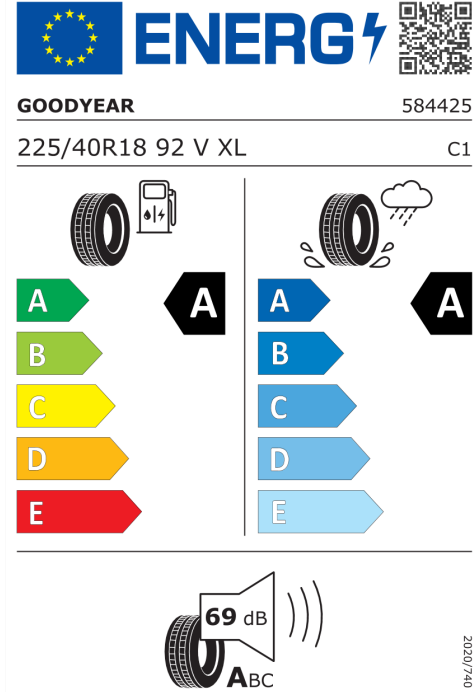 ENERG
GOODYEAR 584425
225/40R18 92 V XL C1
A A A A
B B
C C
D D
E E
69 dB
ABC
2020/740